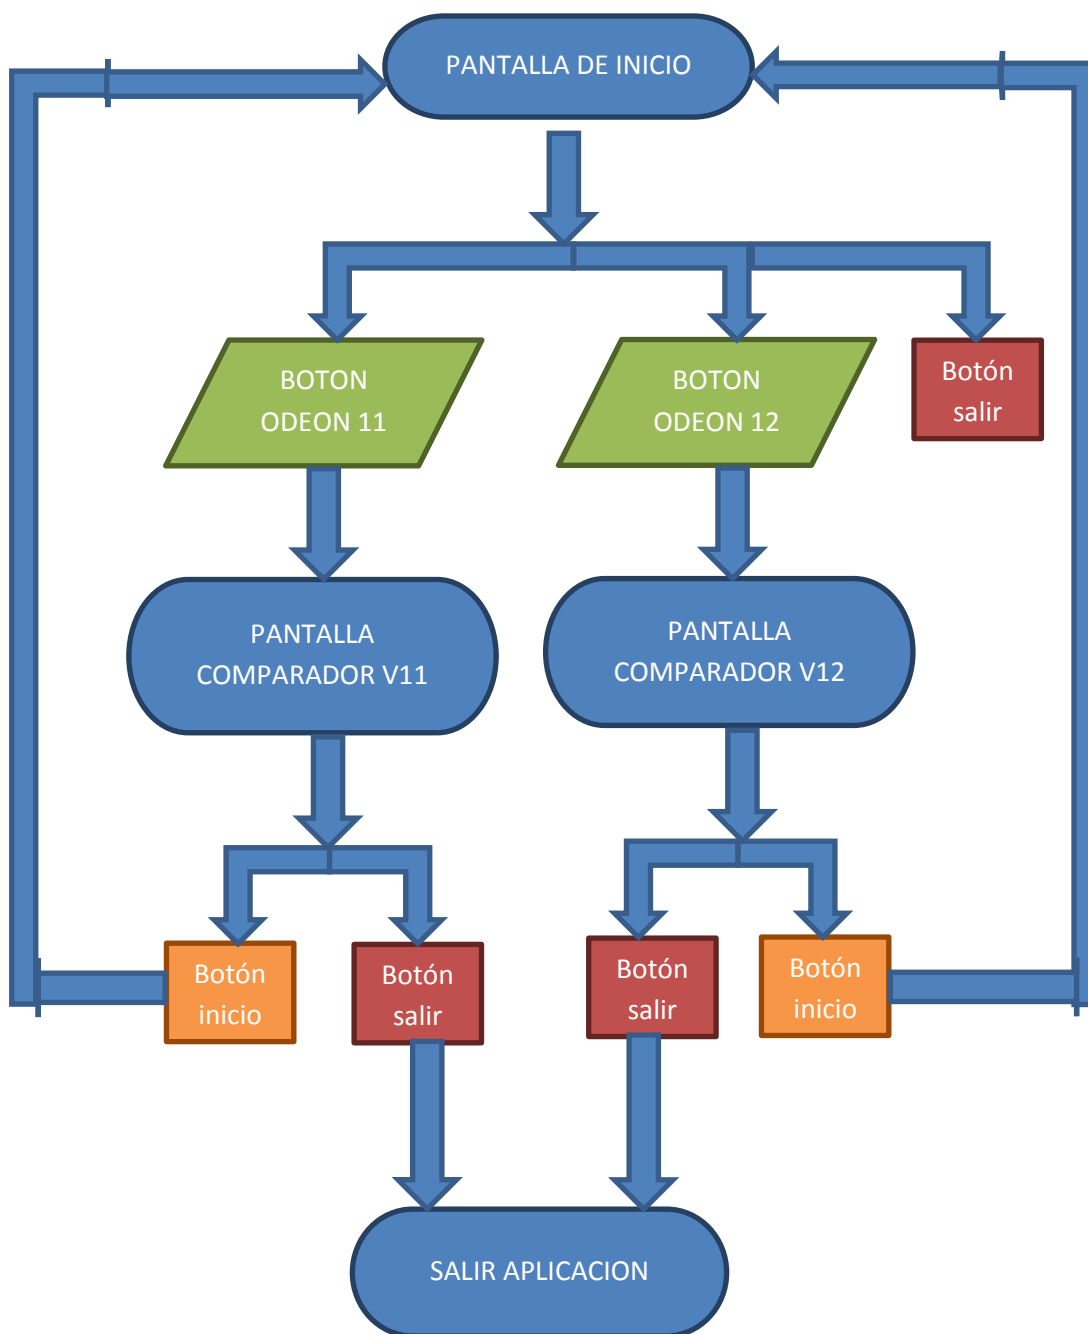 PANTALLA DE INICIO
BOTON
ODEON 11
BOTON
ODEON 12
Botón
salir
PANTALLA
COMPARADOR V11
PANTALLA
COMPARADOR V12
Botón
inicio
Botón
salir
Botón
salir
Botón
inicio
SALIR APLICACION